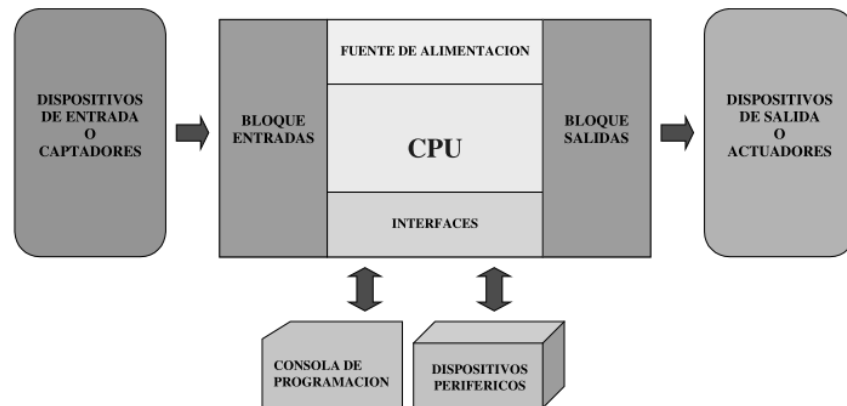 DISPOSITIVOS
DE ENTRADA
O
CAPTADORES
BLOQUE
ENTRADAS
FUENTE DE ALIMENTACION
CPU
INTERFACES
BLOQUE
SALIDAS
DISPOSITIVOS
DE SALIDA
O
ACTUADORES
CONSOLA DE
PROGRAMACION
DISPOSITIVOS
PERIFERICOS